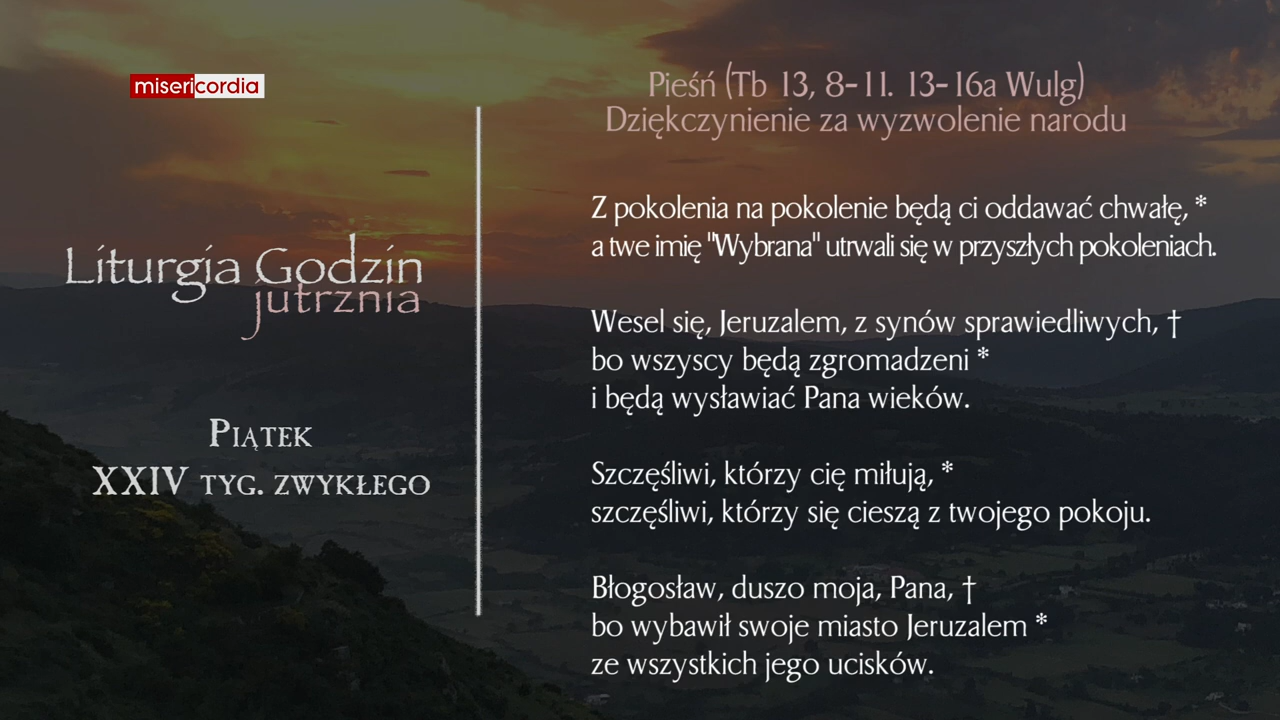 misericordia
Liturgia Godzin
jutrznia
Piątek
XXIV tyg. zwykłego
Pieśń (Tb 13, 8-11. 13-16a Wulg)
Dziękczynienie za wyzwolenie narodu
Z pokolenia na pokolenie będą ci oddawać chwałę, *
a twe imię "Wybrana" utrwali się w przyszłych pokoleniach.
Wesel się, Jeruzalem, z synów sprawiedliwych, †
bo wszyscy będą zgromadzeni *
i będą wysławiać Pana wieków.
Szczęśliwi, którzy cię miłują, *
szczęśliwi, którzy się cieszą z twojego pokoju.
Błogosław, duszo moja, Pana, †
bo wybawił swoje miasto Jeruzalem *
ze wszystkich jego ucisków.